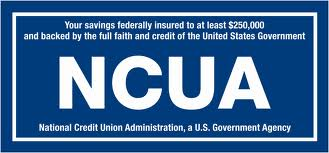 Your savings federally insured to at least $250,000
and backed by the full faith and credit of the United States Government
NCUA
National Credit Union Administration, a U.S. Government Agency